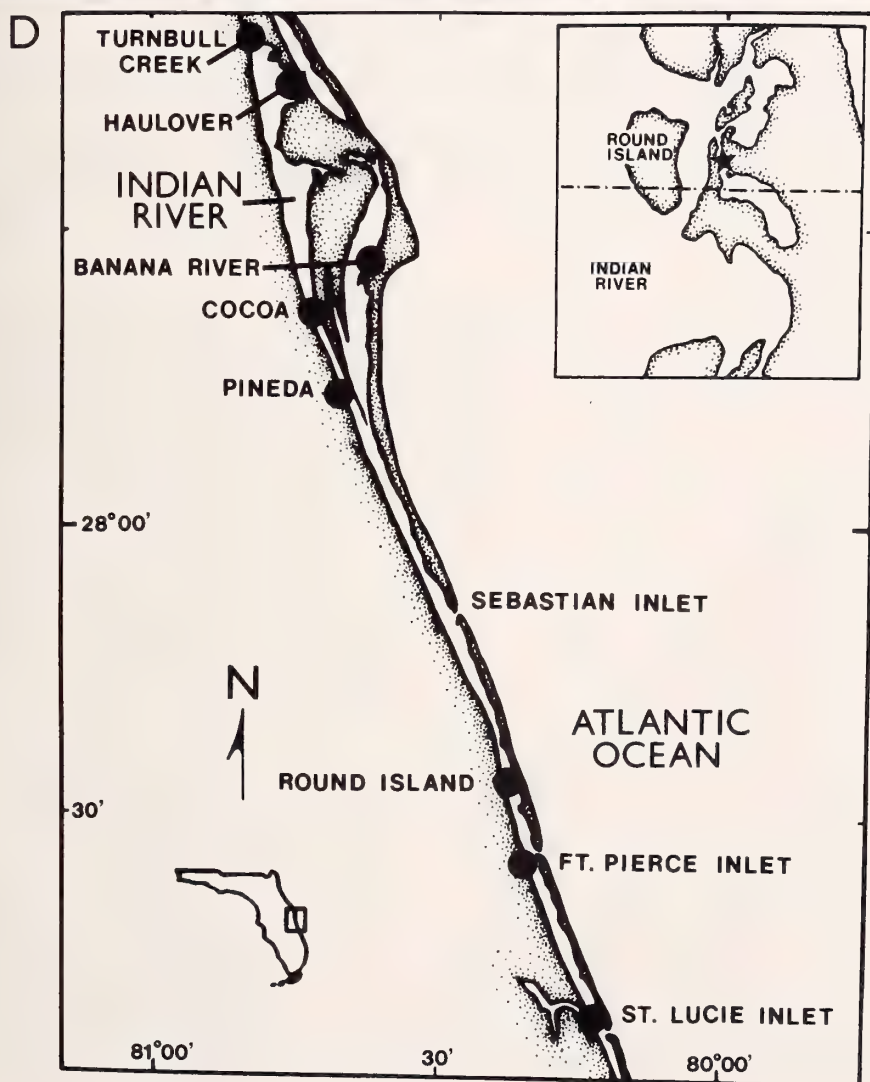 D
TURNBULL
CREEK
HAULOVER
INDIAN
RIVER
BANANA RIVER
COCOA
PINEDA
28°00'
SEBASTIAN INLET
N
ATLANTIC
OCEAN
ROUND ISLAND
30'
FT. PIERCE INLET
ST. LUCIE INLET
81°00'
30'
80°00'
ROUND
ISLAND
INDIAN
RIVER